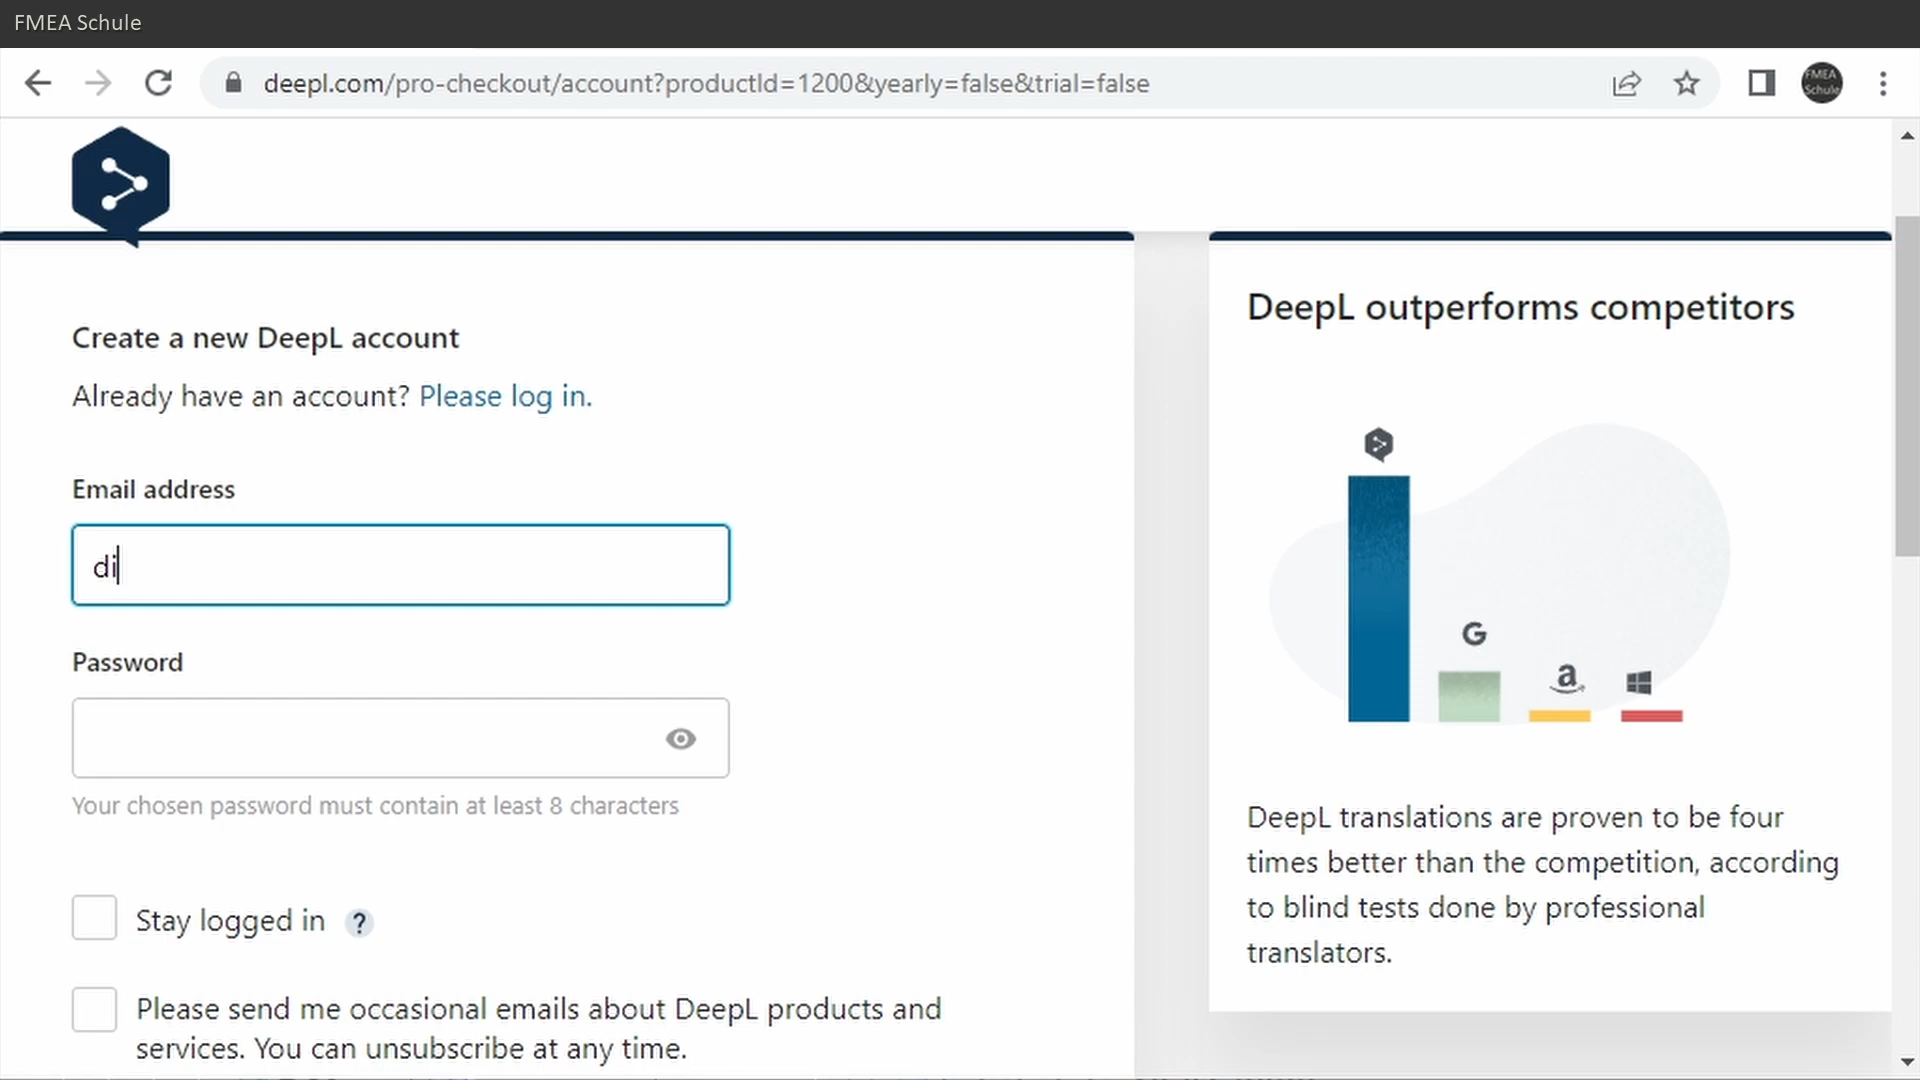 FMEA Schule
deepl.com/pro-checkout/account?productId=1200&yearly=false&trial=false
FMEA
Schule
Create a new DeepL account
Already have an account? Please log in.
Email address
di
Password
Your chosen password must contain at least 8 characters
Stay logged in ?
Please send me occasional emails about DeepL products and
services. You can unsubscribe at any time.
DeepL outperforms competitors
G
a
DeepL translations are proven to be four
times better than the competition, according
to blind tests done by professional
translators.